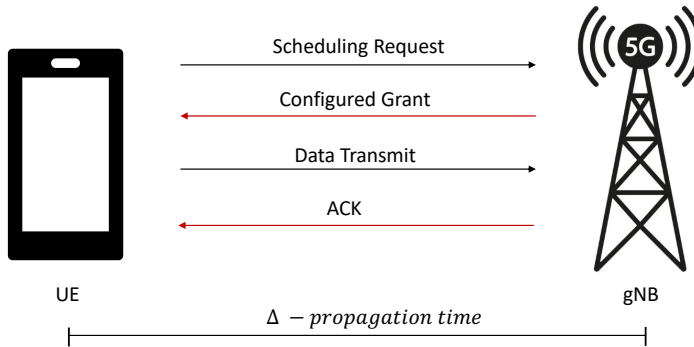 Scheduling Request
5G
Configured Grant
Data Transmit
ACK
UE
gNB
Δ − propagation time